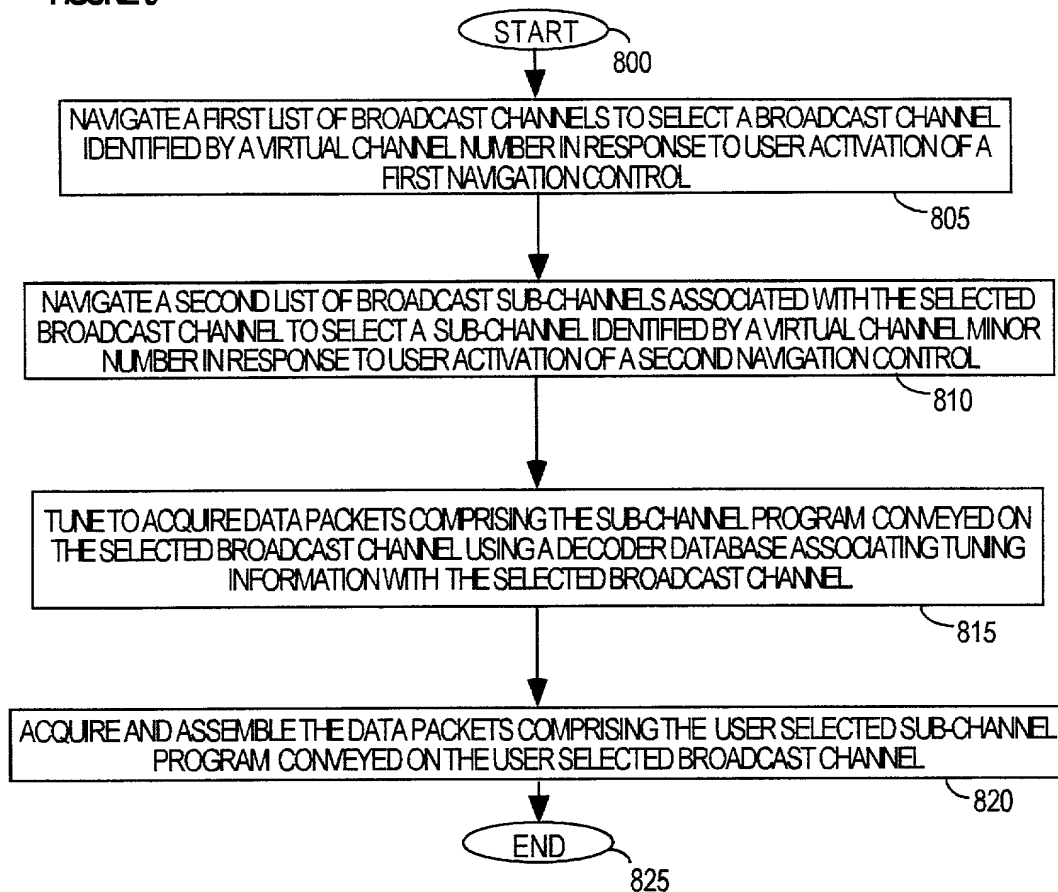 START
800
NAVIGATE A FIRST LIST OF BROADCAST CHANNELS TO SELECT A BROADCAST CHANNEL
IDENTIFIED BY A VIRTUAL CHANNEL NUMBER IN RESPONSE TO USER ACTIVATION OF A
FIRST NAVIGATION CONTROL
805
NAVIGATE A SECOND LIST OF BROADCAST SUB-CHANNELS ASSOCIATED WITH THE SELECTED
BROADCAST CHANNEL TO SELECT A SUB-CHANNEL IDENTIFIED BY A VIRTUAL CHANNEL MINOR
NUMBER IN RESPONSE TO USER ACTIVATION OF A SECOND NAVIGATION CONTROL
810
TUNE TO ACQUIRE DATA PACKETS COMPRISING THE SUB-CHANNEL PROGRAM CONVEYED ON
THE SELECTED BROADCAST CHANNEL USING A DECODER DATABASE ASSOCIATING TUNING
INFORMATION WITH THE SELECTED BROADCAST CHANNEL
815
ACQUIRE AND ASSEMBLE THE DATA PACKETS COMPRISING THE USER SELECTED SUB-CHANNEL
PROGRAM CONVEYED ON THE USER SELECTED BROADCAST CHANNEL
820
END
825